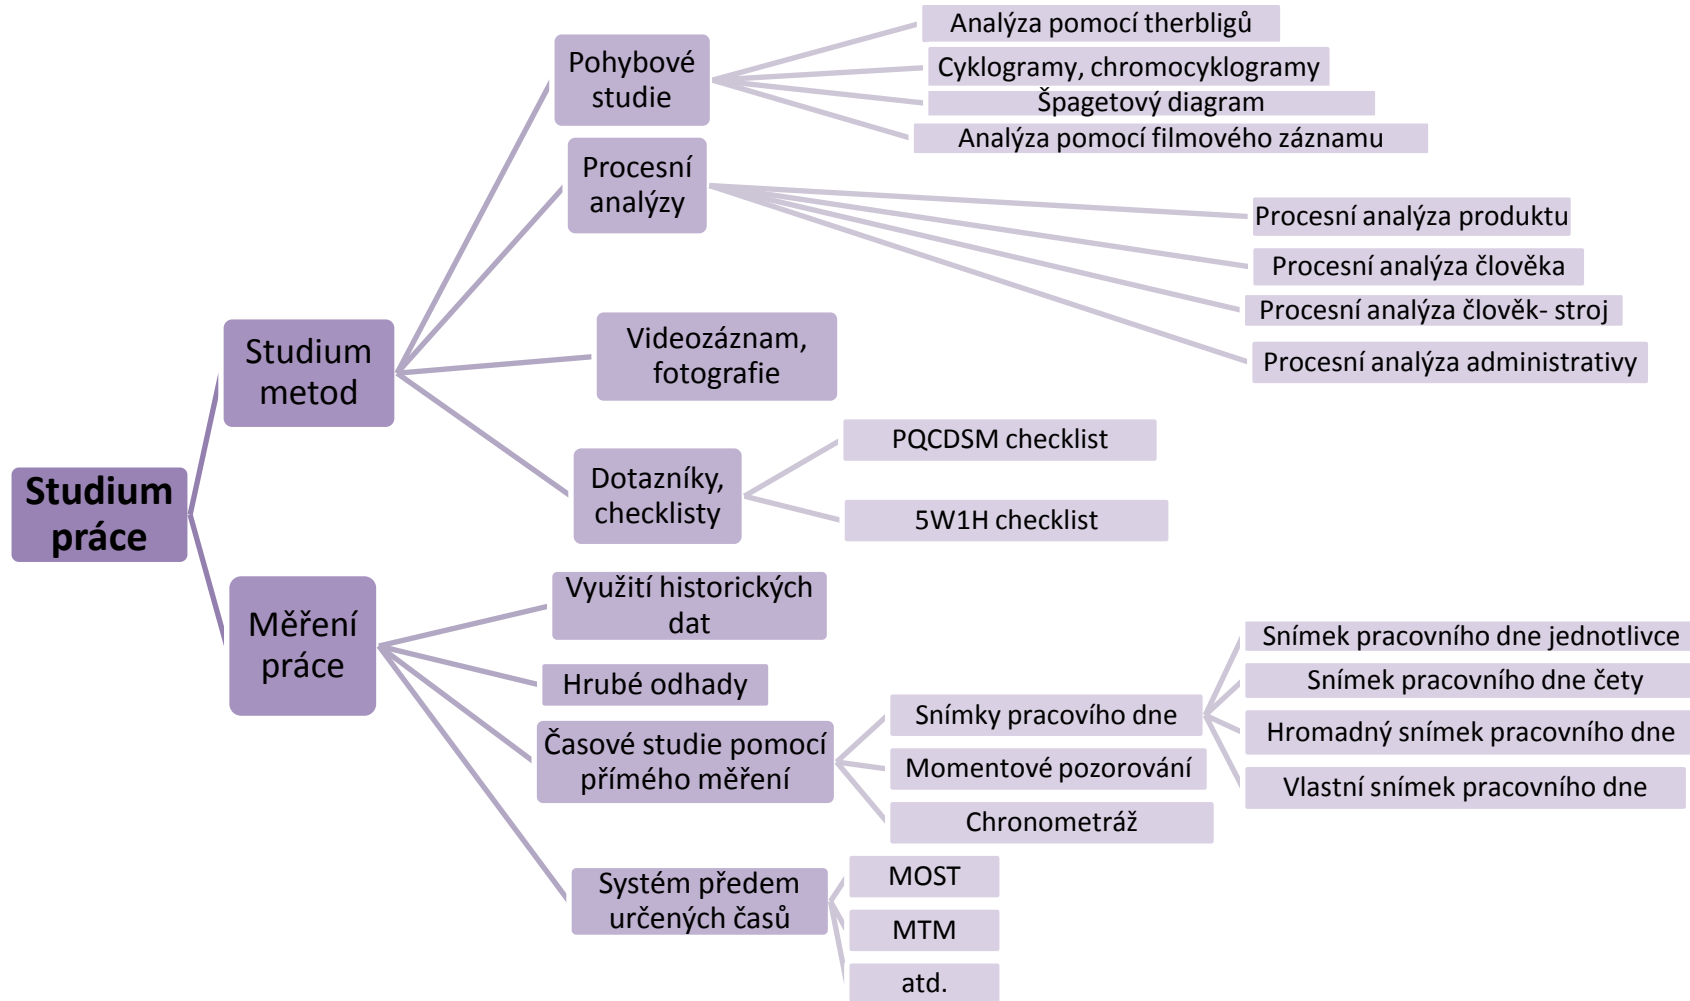 Studium
práce
Studium
metod
Pohybové
studie
Analýza pomocí therbligů
Cyklogramy, chromocyklogramy
Špagetový diagram
Analýza pomocí filmového záznamu
Procesní
analýzy
Procesní analýza produktu
Procesní analýza člověka
Procesní analýza člověk- stroj
Procesní analýza administrativy
Videozáznam,
fotografie
Dotazníky,
checklisty
PQCDSM checklist
5W1H checklist
Měření
práce
Využití historických
dat
Hrubé odhady
Časové studie pomocí
přímého měření
Snímky pracovího dne
Snímek pracovního dne jednotlivce
Snímek pracovního dne čety
Hromadný snímek pracovního dne
Vlastní snímek pracovního dne
Momentové pozorování
Chronometráž
Systém předem
určených časů
MOST
MTM
atd.